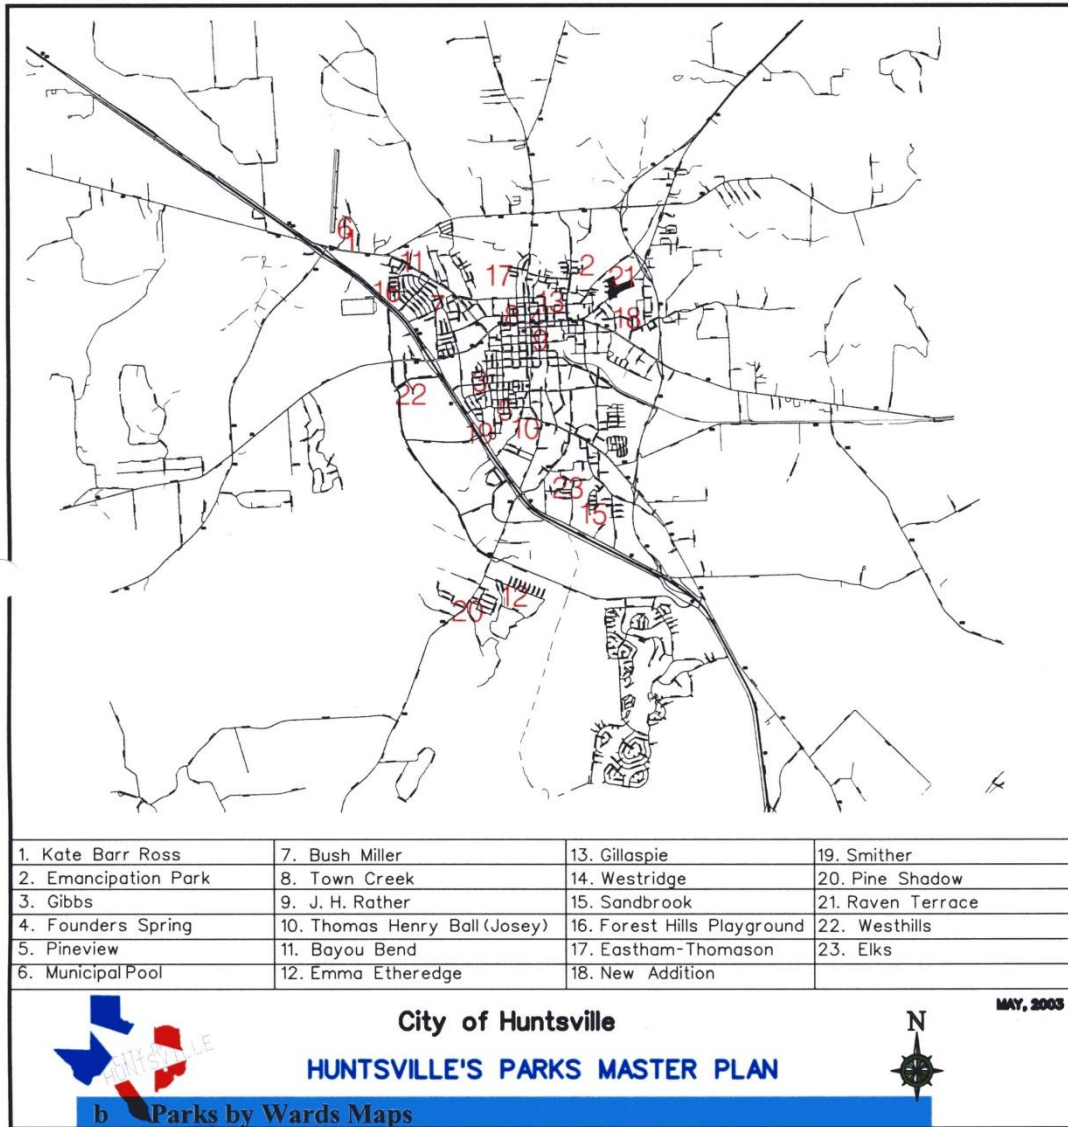 6
1
11
17
2
21
16
7
13
8
18
9
3
22
5
19
10
23
15
12
20
1. Kate Barr Ross
7. Bush Miller
13. Gillaspie
19. Smither
2. Emancipation Park
8. Town Creek
14. Westridge
20. Pine Shadow
3. Gibbs
9. J. H. Rather
15. Sandbrook
21. Raven Terrace
4. Founders Spring
10. Thomas Henry Ball (Josey)
16. Forest Hills Playground
22. Westhills
5. Pineview
11. Bayou Bend
17. Eastham-Thomason
23. Elks
6. Municipal Pool
12. Emma Etheredge
18. New Addition
MAY, 2003
City of Huntsville
N
CITY OF
HUNTSVILLE
HUNTSVILLE'S PARKS MASTER PLAN
b Parks by Wards Maps